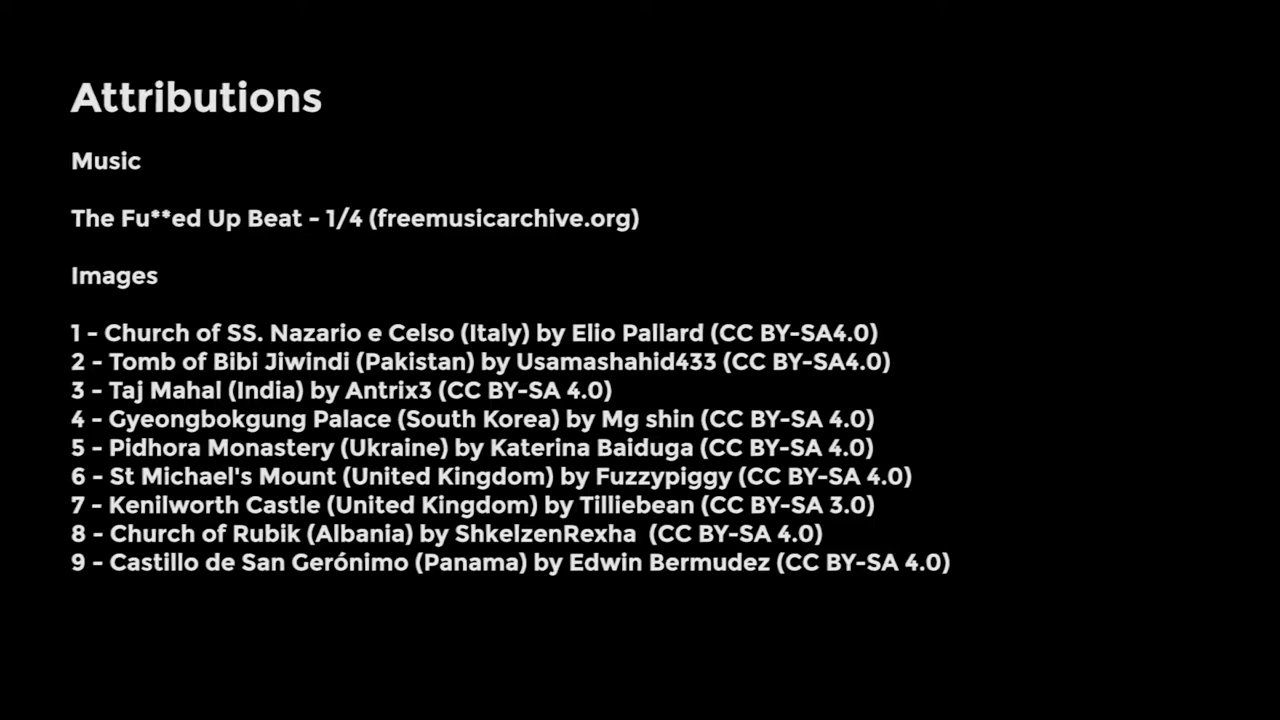 Attributions
Music
The Fu**ed Up Beat - 1/4 (freemusicarchive.org)
Images
1 - Church of SS. Nazario e Celso (Italy) by Elio Pallard (CC BY-SA4.0)
2 - Tomb of Bibi Jiwindi (Pakistan) by Usamashahid433 (CC BY-SA4.0)
3 - Taj Mahal (India) by Antrix3 (CC BY-SA 4.0)
4 - Gyeongbokgung Palace (South Korea) by Mg shin (CC BY-SA 4.0)
5 - Pidhora Monastery (Ukraine) by Katerina Baiduga (CC BY-SA 4.0)
6 - St Michael's Mount (United Kingdom) by Fuzzypiggy (CC BY-SA 4.0)
7 - Kenilworth Castle (United Kingdom) by Tilliebean (CC BY-SA 3.0)
8 - Church of Rubik (Albania) by ShkelzenRexha  (CC BY-SA 4.0)
9 - Castillo de San Gerónimo (Panama) by Edwin Bermudez (CC BY-SA 4.0)